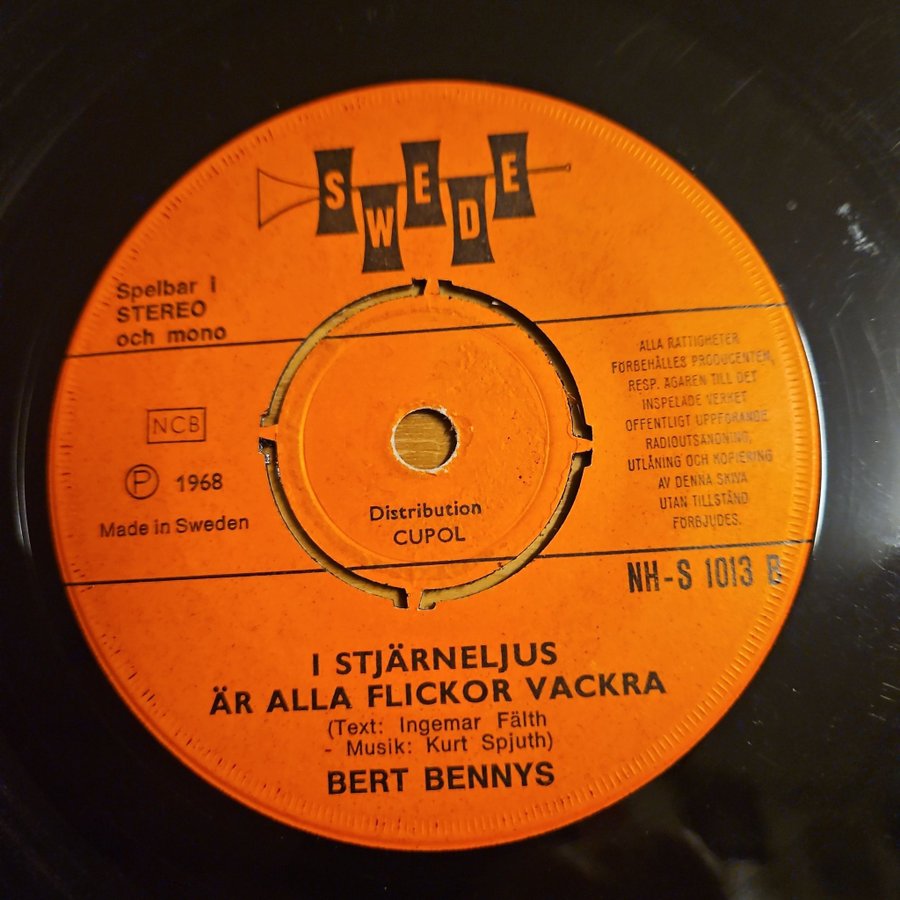 SWEDE
Spelbar i
STEREO
och mono
NCB
Ⓟ 1968
Made in Sweden
Distribution
CUPOL
ALLA RÄTTIGHETER
FÖRBEHÅLLES PRODUCENTEN,
RESP. ÄGAREN TILL DET
INSPELADE VERKET
OFFENTLIGT UPPFÖRANDE
RADIOUTSÄNDNING,
UTLÅNING OCH KOPIERING
AV DENNA SKIVA
UTAN TILLSTÅND
FÖRBJUDES.
NH-S 1013 B
I STJÄRNELJUS
ÄR ALLA FLICKOR VACKRA
(Text: Ingemar Fälth
- Musik: Kurt Spjuth)
BERT BENNYS